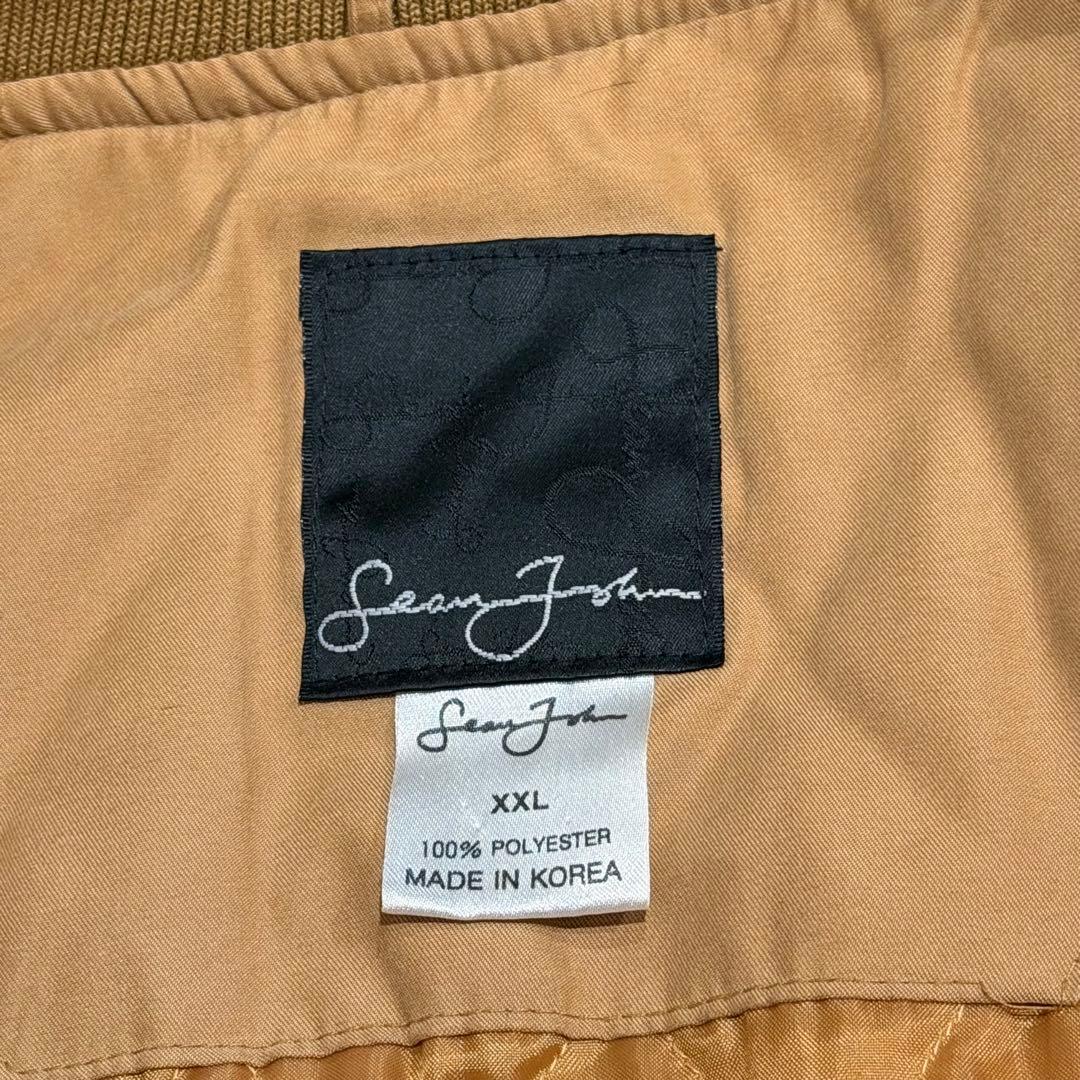 Sean John
Sean John
XXL
100% POLYESTER
MADE IN KOREA